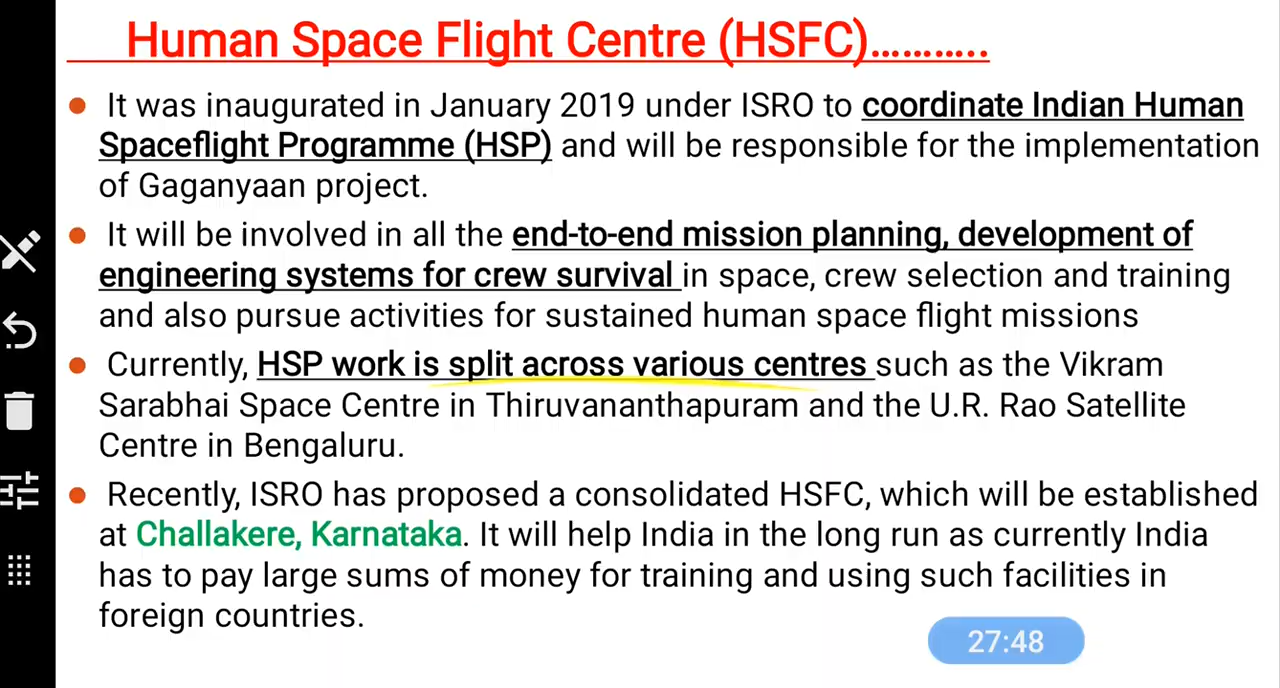 Human Space Flight Centre (HSFC)...........
It was inaugurated in January 2019 under ISRO to coordinate Indian Human
Spaceflight Programme (HSP) and will be responsible for the implementation
of Gaganyaan project.
It will be involved in all the end-to-end mission planning, development of
engineering systems for crew survival in space, crew selection and training
and also pursue activities for sustained human space flight missions
Currently, HSP work is split across various centres such as the Vikram
Sarabhai Space Centre in Thiruvananthapuram and the U.R. Rao Satellite
Centre in Bengaluru.
Recently, ISRO has proposed a consolidated HSFC, which will be established
at Challakere, Karnataka. It will help India in the long run as currently India
has to pay large sums of money for training and using such facilities in
foreign countries.
27:48